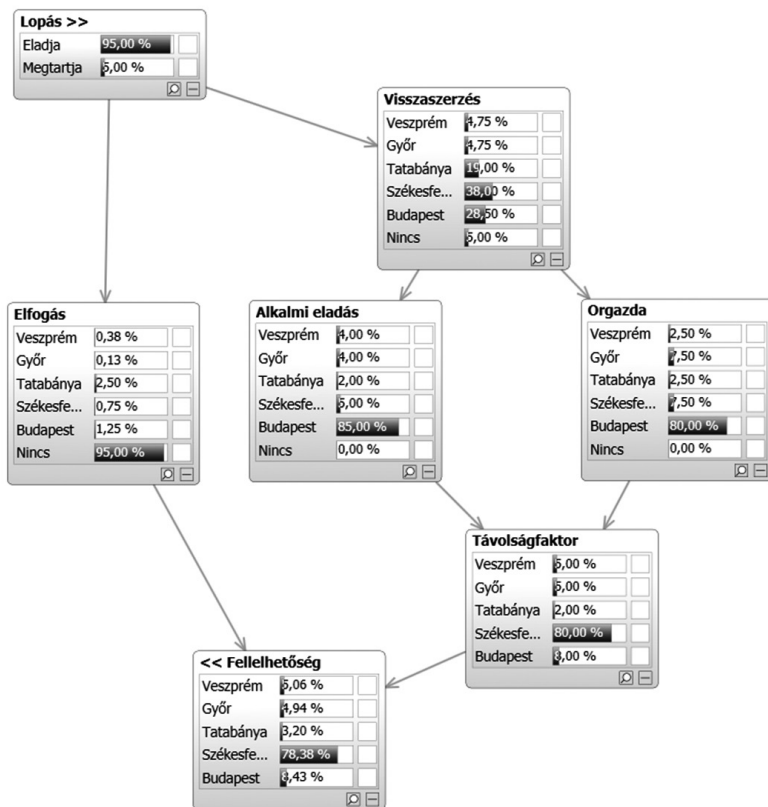 Lopás >>
Eladja 95,00 %
Megtartja 5,00 %
Visszaszerzés
Veszprém 4,75 %
Győr 4,75 %
Tatabánya 19,00 %
Székesfe... 38,00 %
Budapest 28,50 %
Nincs 5,00 %
Elfogás
Veszprém 0,38 %
Győr 0,13 %
Tatabánya 2,50 %
Székesfe... 0,75 %
Budapest 1,25 %
Nincs 95,00 %
Alkalmi eladás
Veszprém 4,00 %
Győr 4,00 %
Tatabánya 2,00 %
Székesfe... 5,00 %
Budapest 85,00 %
Nincs 0,00 %
Orgazda
Veszprém 2,50 %
Győr 7,50 %
Tatabánya 2,50 %
Székesfe... 7,50 %
Budapest 80,00 %
Nincs 0,00 %
Távolságfaktor
Veszprém 5,00 %
Győr 5,00 %
Tatabánya 2,00 %
Székesfe... 80,00 %
Budapest 8,00 %
<< Fellelhetőség
Veszprém 5,06 %
Győr 4,94 %
Tatabánya 3,20 %
Székesfe... 78,38 %
Budapest 8,43 %